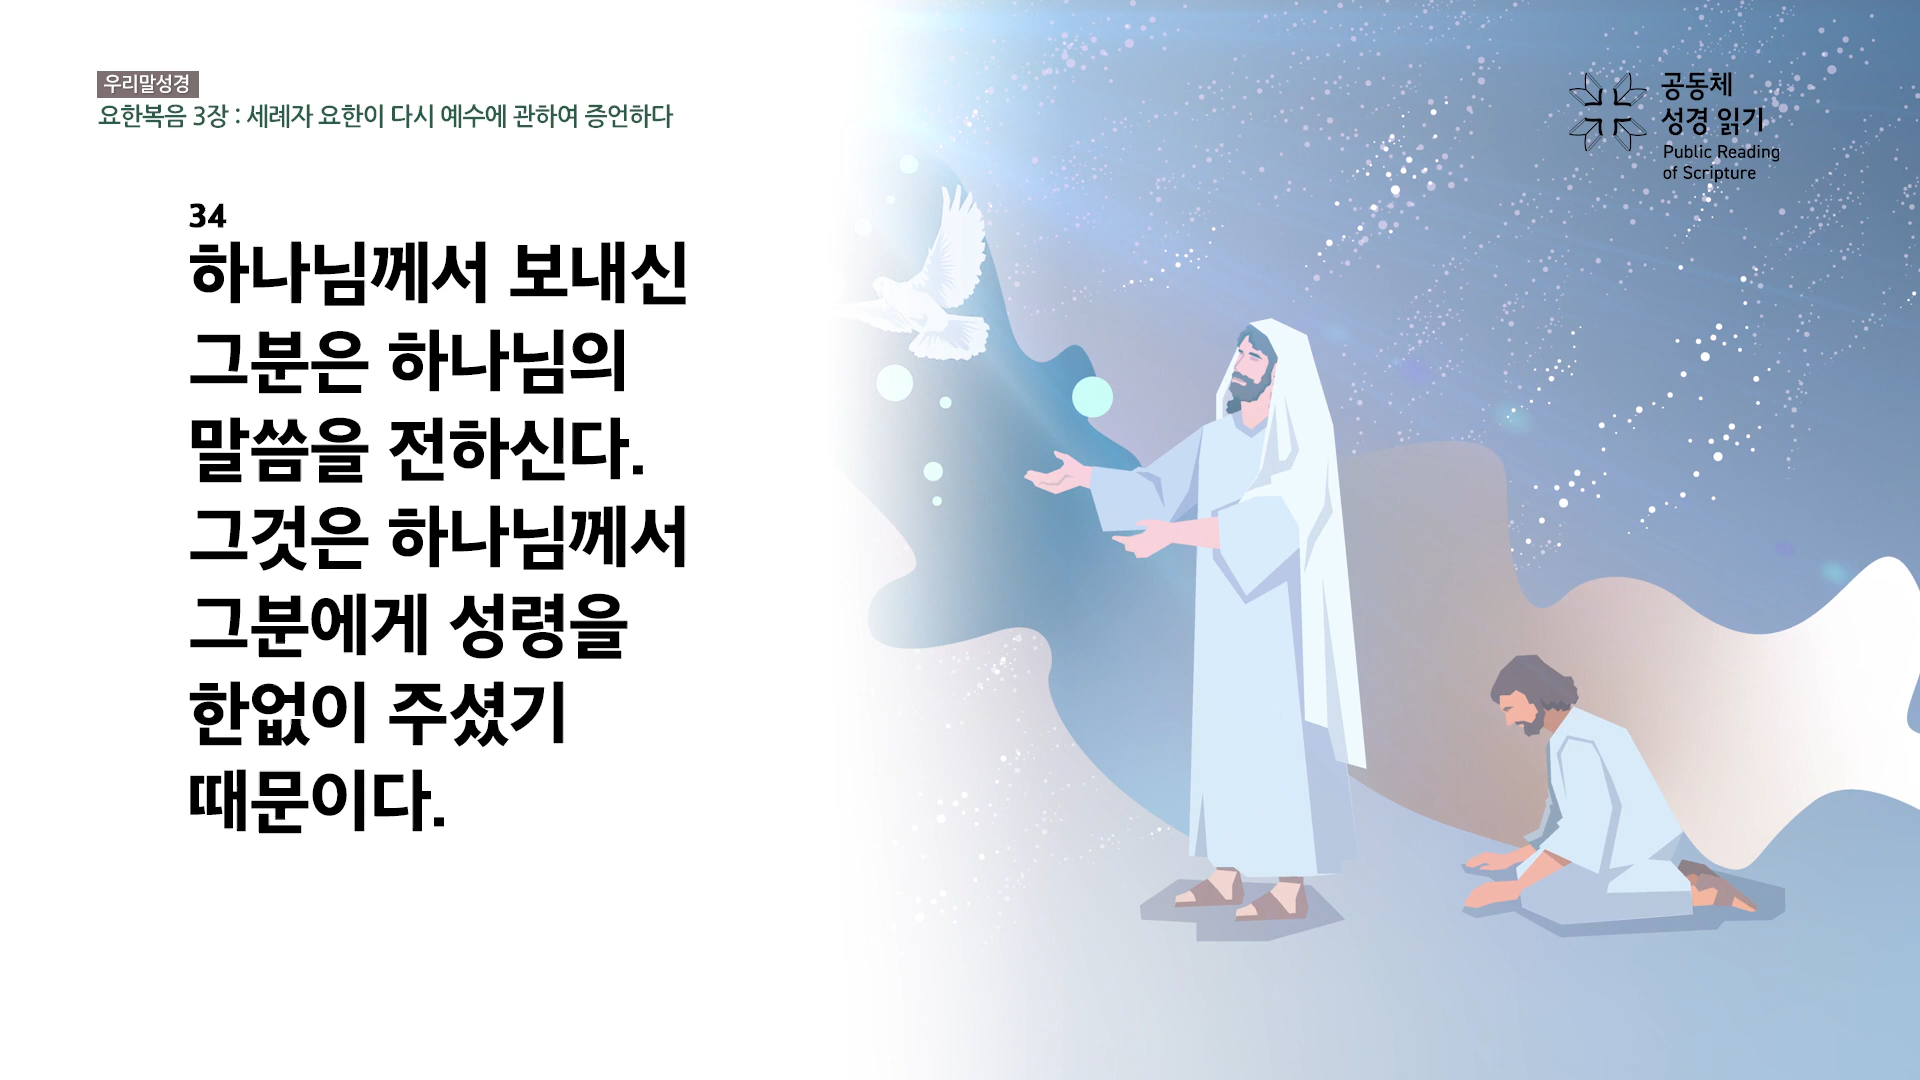 우리말성경
요한복음 3장 : 세례자 요한이 다시 예수에 관하여 증언하다
34
하나님께서 보내신
그분은 하나님의
말씀을 전하신다.
그것은 하나님께서
그분에게 성령을
한없이 주셨기
때문이다.
공동체
성경 읽기
Public Reading
of Scripture